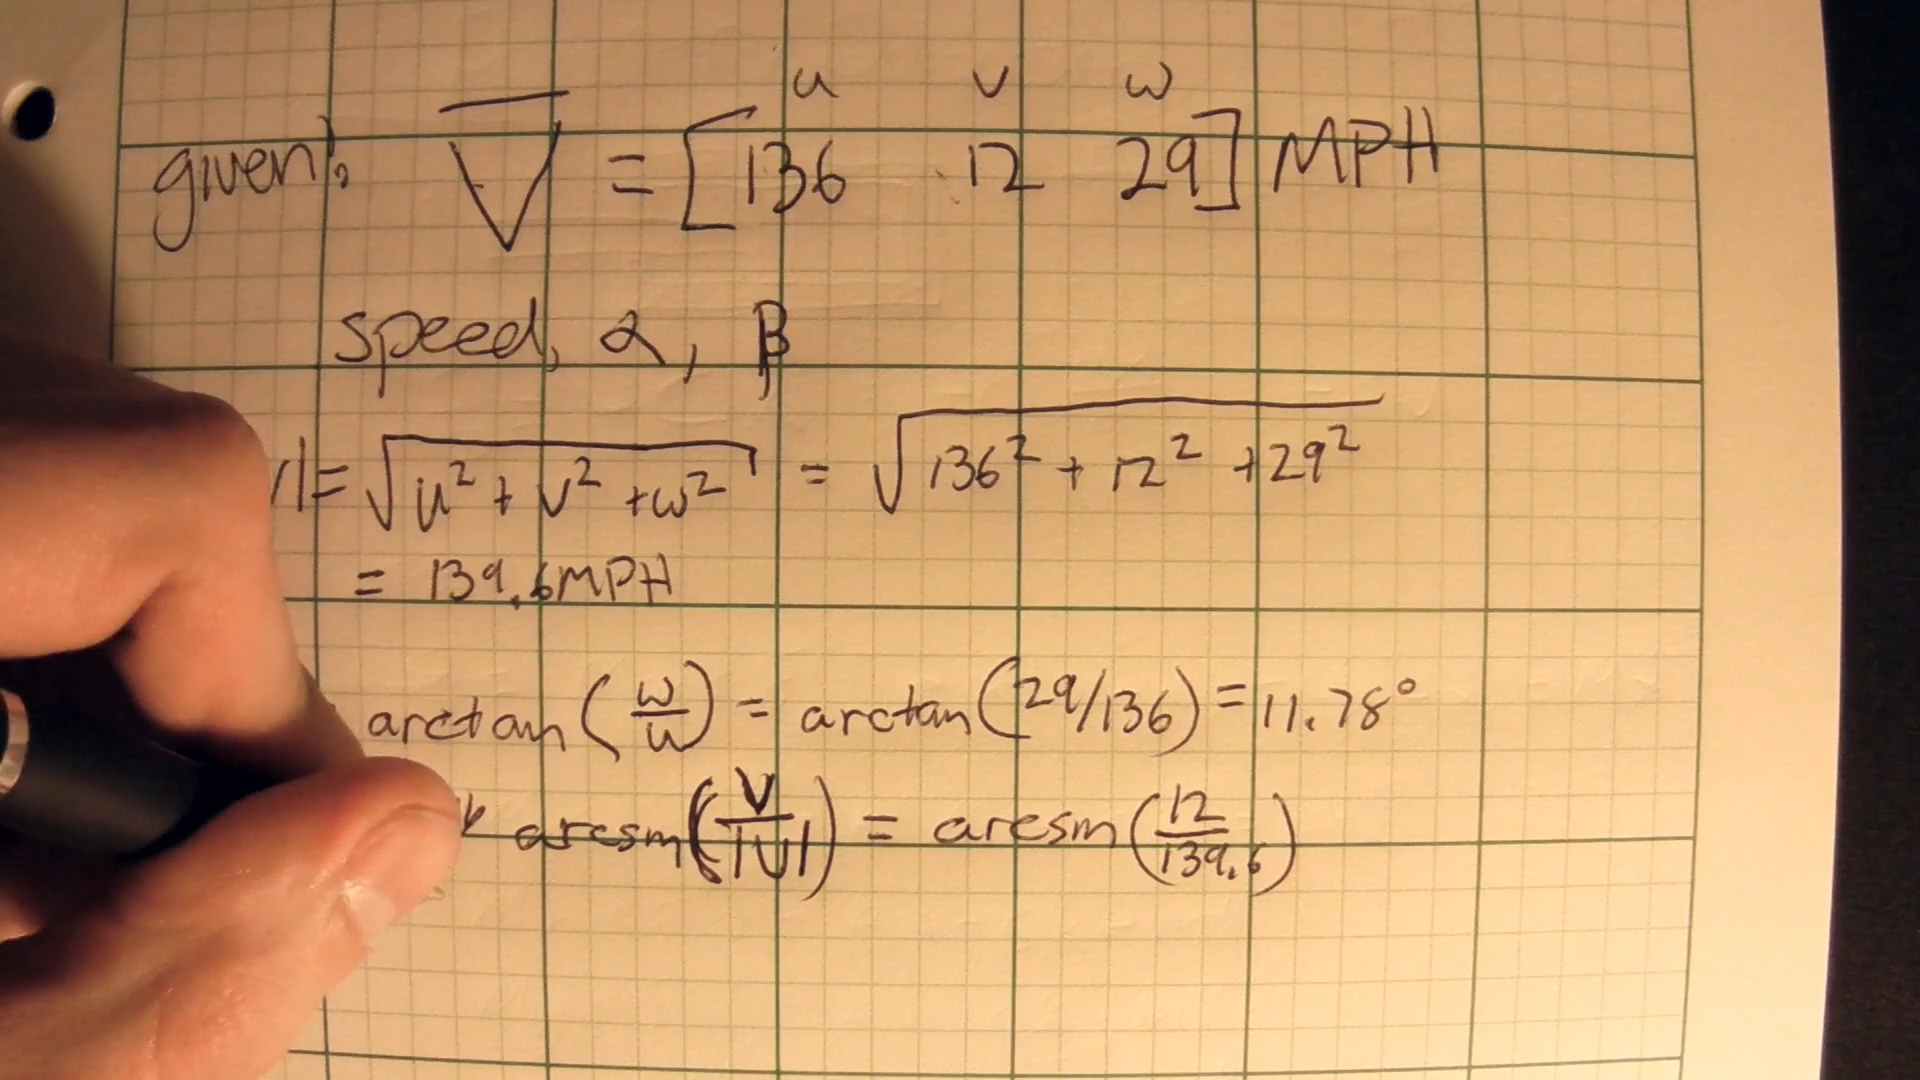 u v w
given: V = [136 12 29] MPH
speed, α, β
|= √u² + v² + w² = √136² + 12² + 29²
= 139.6 MPH
arctan (w/u) = arctan (29/136) = 11.78°
arcsin (V/|V|) = arcsin (12/139.6)